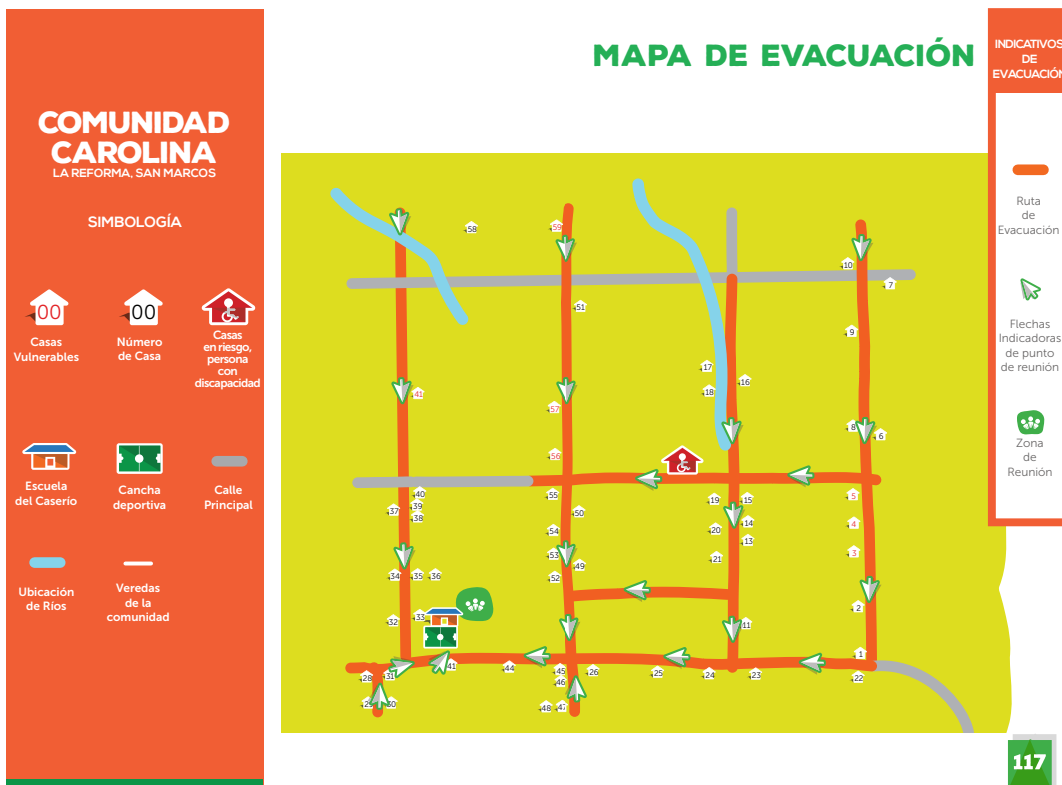 MAPA DE EVACUACIÓN
COMUNIDAD
CAROLINA
LA REFORMA, SAN MARCOS
SIMBOLOGÍA
00
Casas
Vulnerables
00
Número
de Casa
Casas
en riesgo,
persona
con
discapacidad
Escuela
del Caserío
Cancha
deportiva
Calle
Principal
Ubicación
de Ríos
Veredas
de la
comunidad
INDICATIVOS
DE
EVACUACIÓN
Ruta
de
Evacuación
Flechas
Indicadoras
de punto
de reunión
Zona
de
Reunión
58
59
10
7
51
9
17
16
18
41
57
8
6
56
40
55
19
15
5
39
37
38
50
20
14
4
54
13
53
49
21
3
34
35
36
52
33
32
2
11
1
28
31
41
44
45
46
26
25
24
23
22
30
48
117